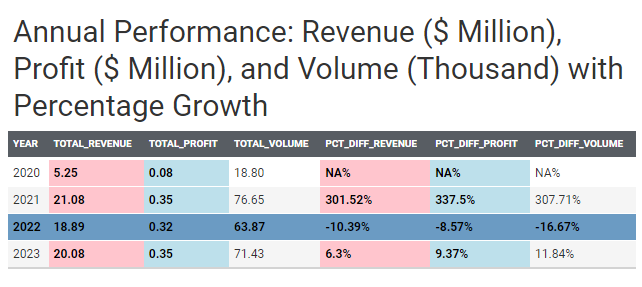 Annual Performance: Revenue ($ Million),
Profit ($ Million), and Volume (Thousand) with
Percentage Growth
YEAR TOTAL_REVENUE TOTAL_PROFIT TOTAL_VOLUME PCT_DIFF_REVENUE PCT_DIFF_PROFIT PCT_DIFF_VOLUME
2020 5.25 0.08 18.80 NA% NA% NA%
2021 21.08 0.35 76.65 301.52% 337.5% 307.71%
2022 18.89 0.32 63.87 -10.39% -8.57% -16.67%
2023 20.08 0.35 71.43 6.3% 9.37% 11.84%